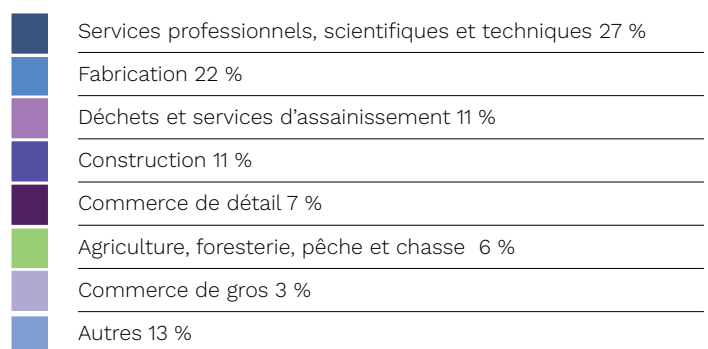 Services professionnels, scientifiques et techniques 27 %
Fabrication 22 %
Déchets et services d’assainissement 11 %
Construction 11 %
Commerce de détail 7 %
Agriculture, foresterie, pêche et chasse  6 %
Commerce de gros 3 %
Autres 13 %